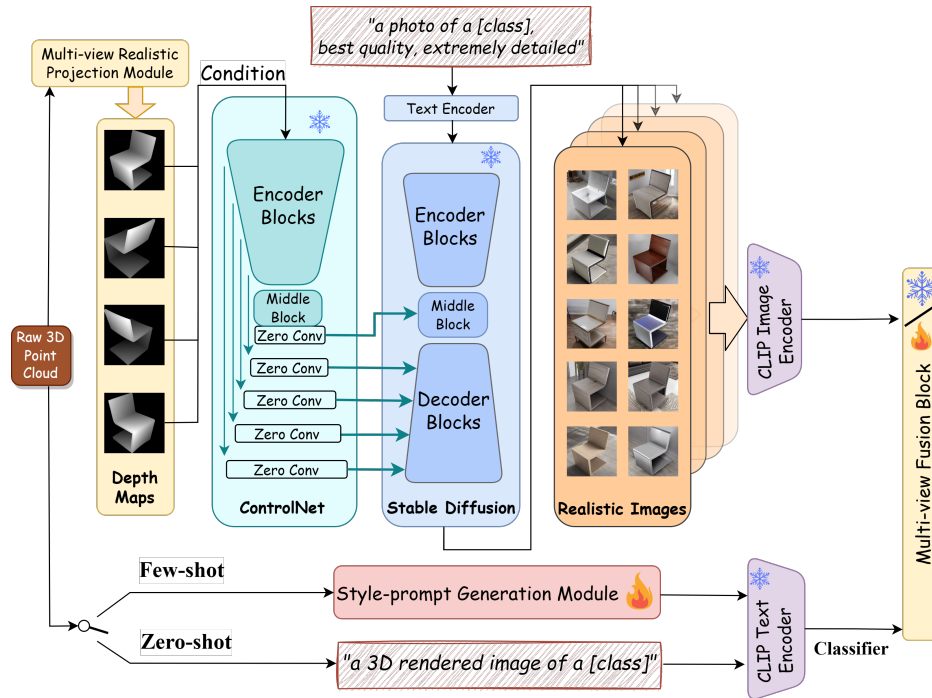 "a photo of a [class],
best quality, extremely detailed"
Multi-view Realistic
Projection Module
Condition
Text Encoder
Encoder
Blocks
Encoder
Blocks
Middle
Block
Middle
Block
Zero Conv
Zero Conv
Zero Conv
Zero Conv
Zero Conv
Decoder
Blocks
Raw 3D
Point
Cloud
Depth
Maps
ControlNet
Stable Diffusion
Realistic Images
CLIP Image
Encoder
Multi-view Fusion Block
Few-shot
Style-prompt Generation Module
Zero-shot
"a 3D rendered image of a [class]"
CLIP Text
Encoder
Classifier